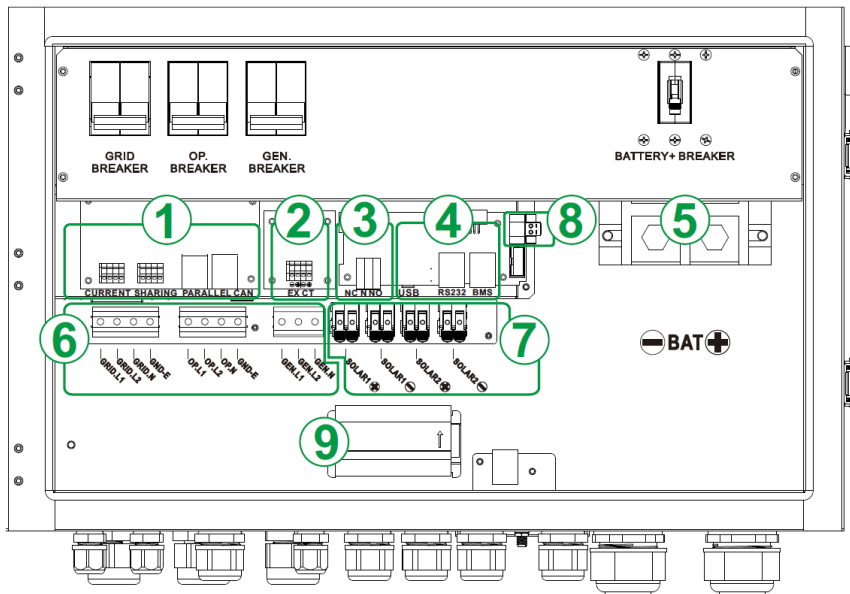 GRID
BREAKER
OP.
BREAKER
GEN.
BREAKER
BATTERY+ BREAKER
1
2
3
4
8
5
CURRENT SHARING PARALLEL CAN
EX CT
NC N NO
USB
RS232
BMS
6
7
GRID.L1
GRID.L2
GRID.N
GND-E
OP.L1
OP.L2
OP.N
GND-E
GEN.L1
GEN.L2
GEN.N
SOLAR1 +
SOLAR1 -
SOLAR2 +
SOLAR2 -
- BAT +
9
↑